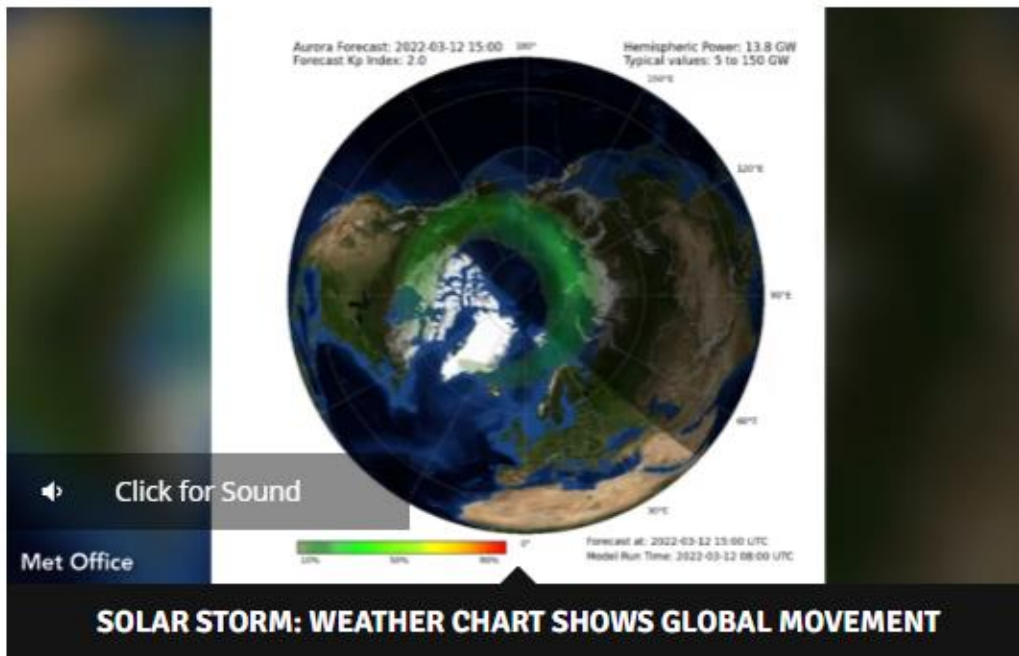 Aurora Forecast: 2022-03-12 15:00
Forecast Kp Index: 2.0
180°
Hemispheric Power: 13.8 GW
Typical values: 5 to 150 GW
150°E
120°E
90°E
60°E
30°E
0°
Click for Sound
Met Office
10%
50%
90%
Forecast at: 2022-03-12 15:00 UTC
Model Run Time: 2022-03-12 08:00 UTC
SOLAR STORM: WEATHER CHART SHOWS GLOBAL MOVEMENT